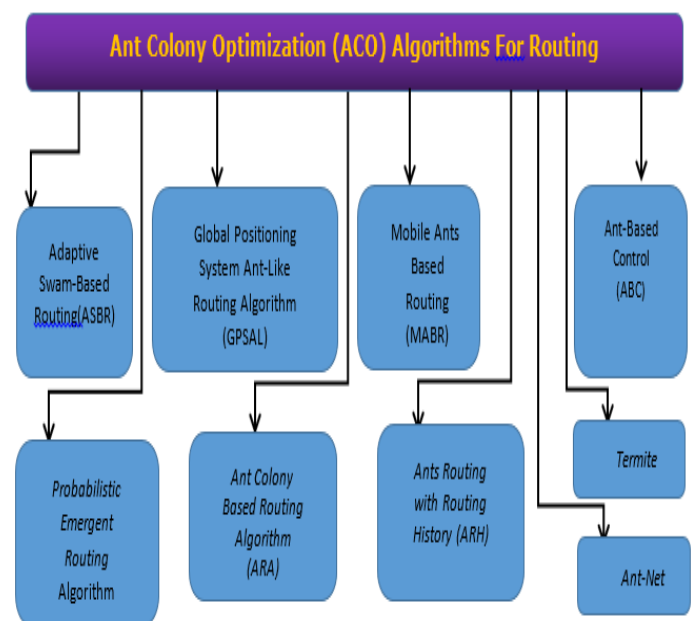 Ant Colony Optimization (ACO) Algorithms For Routing
Adaptive
Swam-Based
Routing(ASBR)
Global Positioning
System Ant-Like
Routing Algorithm
(GPSAL)
Mobile Ants
Based
Routing
(MABR)
Ant-Based
Control
(ABC)
Probabilistic
Emergent
Routing
Algorithm
Ant Colony
Based Routing
Algorithm
(ARA)
Ants Routing
with Routing
History (ARH)
Termite
Ant-Net